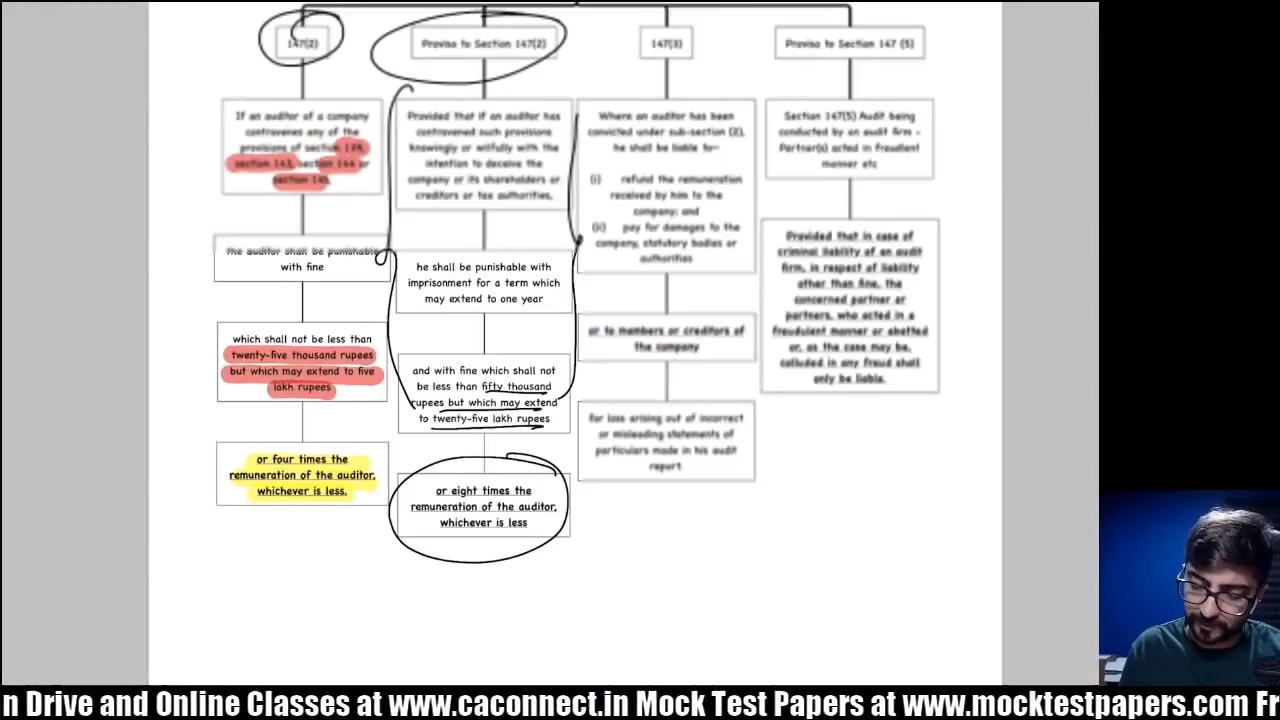 147(2)
Proviso to Section 147(2)
147(3)
Proviso to Section 147 (5)
If an auditor of a company
contravenes any of the
provisions of section 139,
section 143, section 144 or
section 145,
The auditor shall be punishable
with fine
which shall not be less than
twenty-five thousand rupees
but which may extend to five
lakh rupees
or four times the
remuneration of the auditor,
whichever is less.
Provided that if an auditor has
contravened such provisions
knowingly or wilfully with the
intention to deceive the
company or its shareholders or
creditors or tax authorities,
he shall be punishable with
imprisonment for a term which
may extend to one year
and with fine which shall not
be less than fifty thousand
rupees but which may extend
to twenty-five lakh rupees
or eight times the
remuneration of the auditor,
whichever is less
Where an auditor has been
convicted under sub-section (2),
he shall be liable to—
(i) refund the remuneration
received by him to the
company; and
(ii) pay for damages to the
company, statutory bodies or
authorities
or to members or creditors of
the company
for loss arising out of incorrect
or misleading statements of
particulars made in his audit
report.
Section 147(5) Audit being
conducted by an audit firm -
Partner(s) acted in fraudlent
manner etc
Provided that in case of
criminal liability of an audit
firm, in respect of liability
other than fine, the
concerned partner or
partners, who acted in a
fraudulent manner or abetted
or, as the case may be,
colluded in any fraud shall
only be liable.
n Drive and Online Classes at www.caconnect.in Mock Test Papers at www.mocktestpapers.com Fr